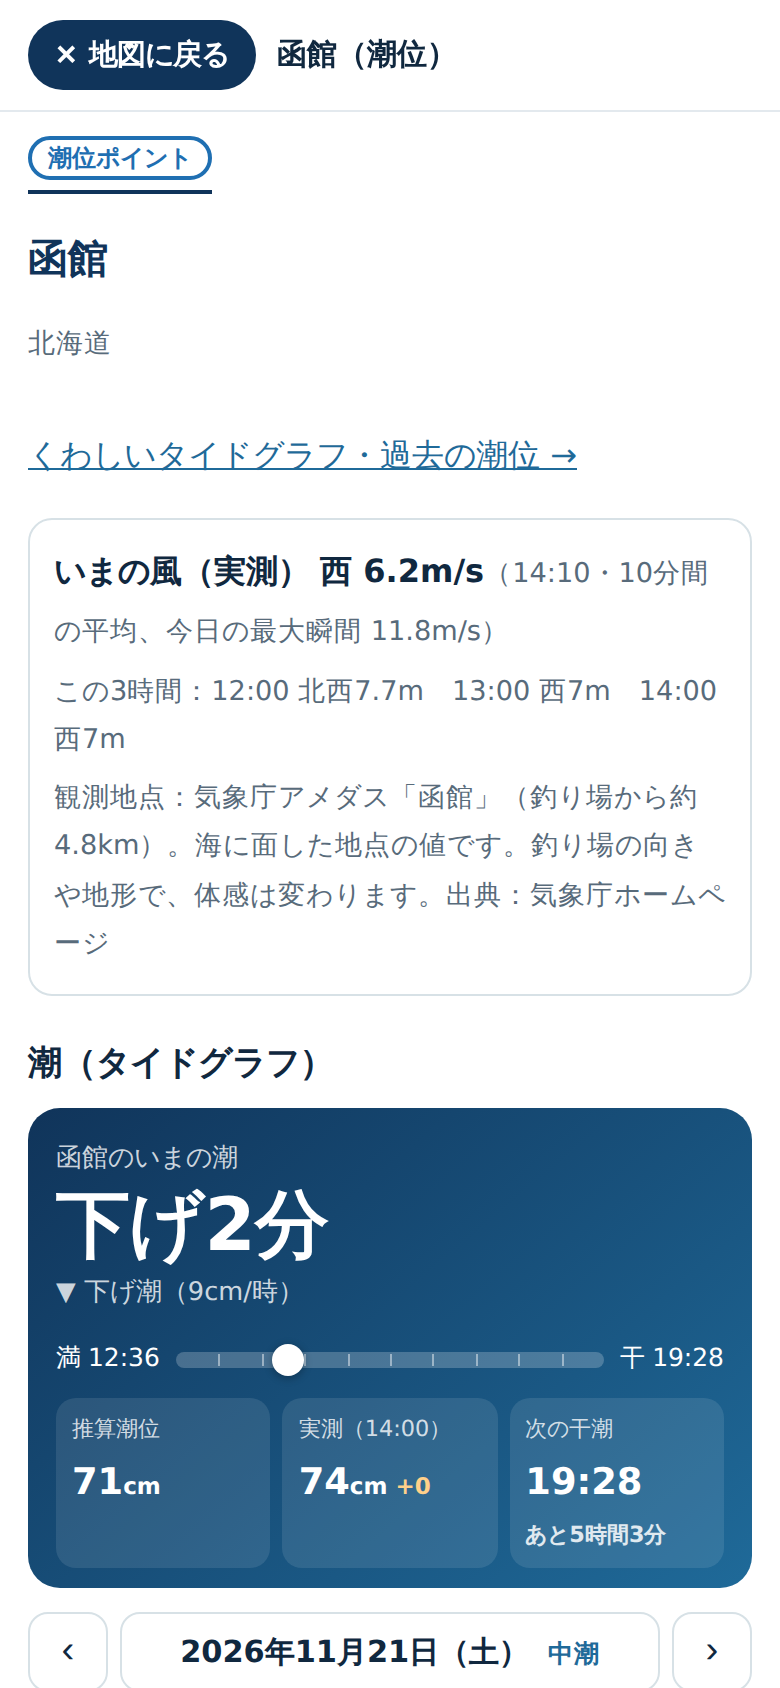 × 地図に戻る 函館（潮位）
潮位ポイント
函館
北海道
くわしいタイドグラフ・過去の潮位 →
いまの風（実測） 西 6.2m/s（14:10・10分間
の平均、今日の最大瞬間 11.8m/s）
この3時間：12:00 北西7.7m　13:00 西7m　14:00
西7m
観測地点：気象庁アメダス「函館」（釣り場から約
4.8km）。海に面した地点の値です。釣り場の向き
や地形で、体感は変わります。出典：気象庁ホームペ
ージ
潮（タイドグラフ）
函館のいまの潮
下げ2分
▼ 下げ潮（9cm/時）
満 12:36 干 19:28
推算潮位 実測（14:00） 次の干潮
71cm 74cm +0 19:28
あと5時間3分
‹ 2026年11月21日（土） 中潮 ›